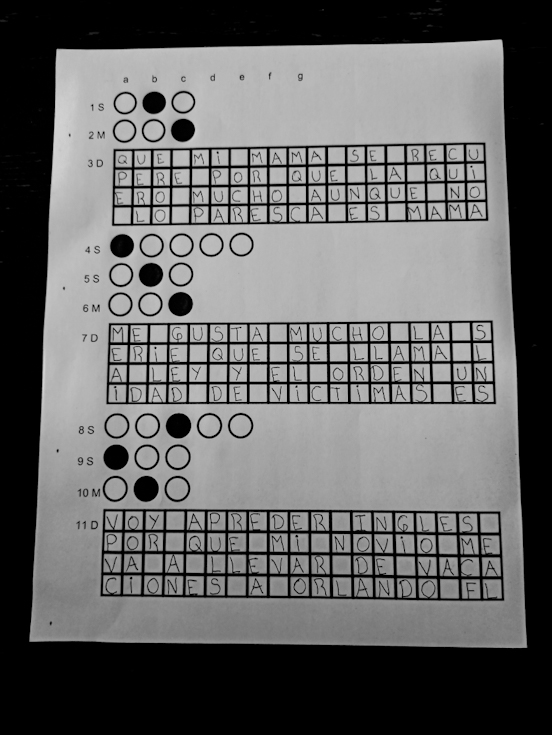 a b c d e f g
1 S
2 M
3 D QUE MI MAMA SE RECU
PERE POR QUE LA QUI
ERO MUCHO AUNQUE NO
LO PARESCA ES MAMA
4 S
5 S
6 M
7 D ME GUSTA MUCHO LA S
ERIE QUE SE LLAMA L
A LEY Y EL ORDEN UN
IDAD DE VICTIMAS ES
8 S
9 S
10 M
11 D VOY APREDER INGLES
POR QUE MI NOVIO ME
VA A LLEVAR DE VACA
CIONES A ORLANDO FL